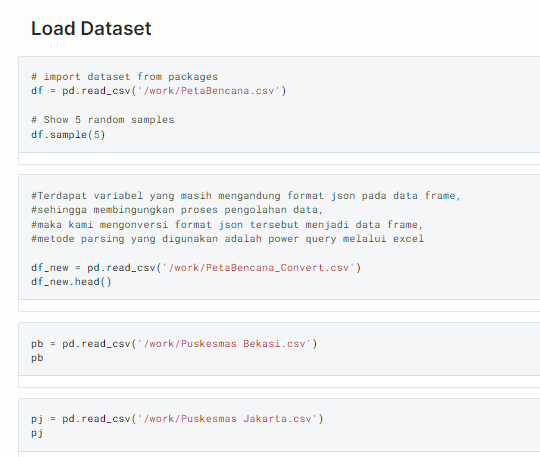 Load Dataset
# import dataset from packages
df = pd.read_csv('/work/PetaBencana.csv')
# Show 5 random samples
df.sample(5)
#Terdapat variabel yang masih mengandung format json pada data frame,
#sehingga membingungkan proses pengolahan data,
#maka kami mengonversi format json tersebut menjadi data frame,
#metode parsing yang digunakan adalah power query melalui excel
df_new = pd.read_csv('/work/PetaBencana_Convert.csv')
df_new.head()
pb = pd.read_csv('/work/Puskesmas Bekasi.csv')
pb
pj = pd.read_csv('/work/Puskesmas Jakarta.csv')
pj